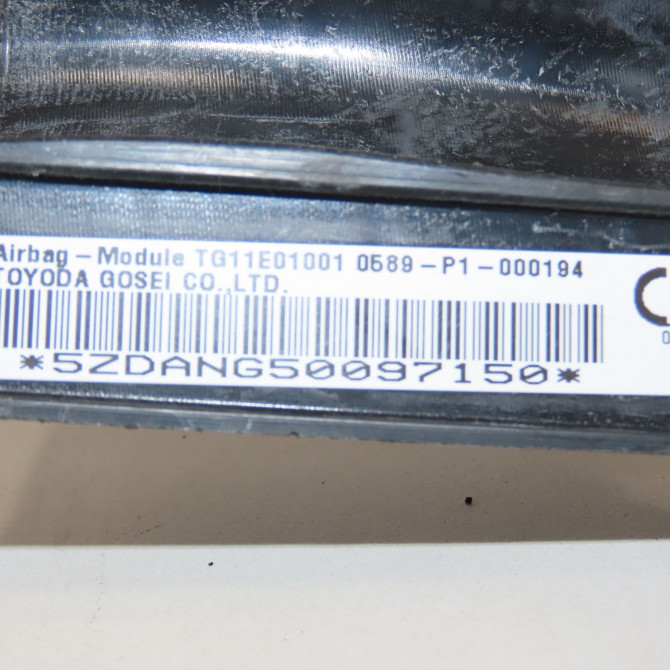 Airbag-Module TG11E01001 0589-P1-000194
TOYODA GOSEI CO.,LTD.
*5ZDANG50097150*